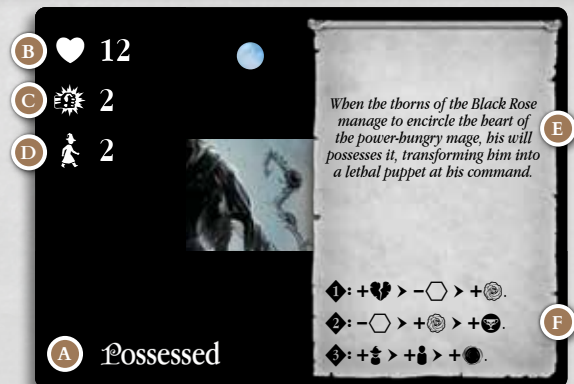 B 12
C 2
D 2
When the thorns of the Black Rose
manage to encircle the heart of
the power-hungry mage, his will
possesses it, transforming him into
a lethal puppet at his command.
E
1: + > - > + .
2: - > + > + .
F
3: + > + > + .
A Possessed